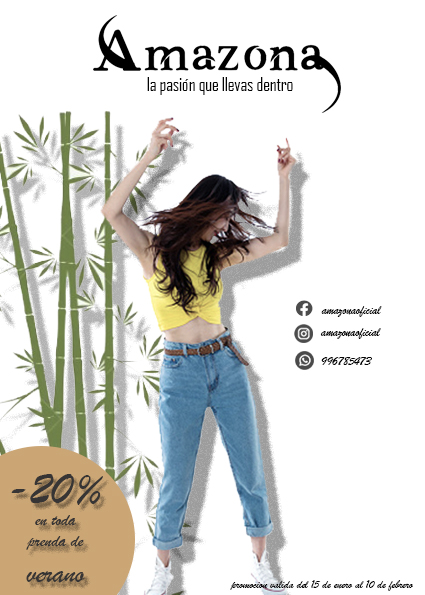 Amazona
la pasión que llevas dentro
amazonaoficial
amazonaoficial
996785473
-20%
en toda
prenda de
verano
promocion valida del 15 de enero al 10 de febrero